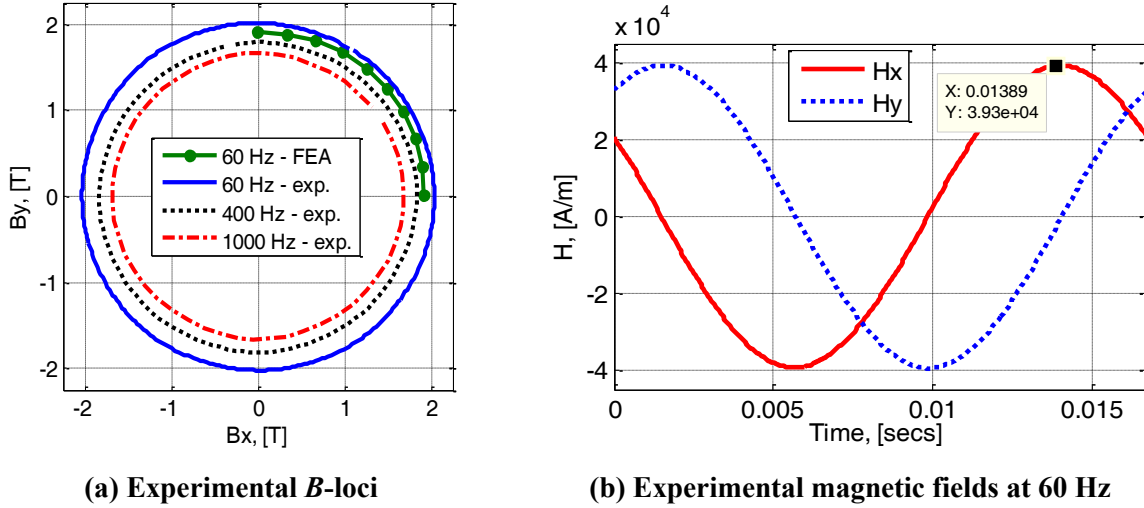 2
1
0
-1
-2
By, [T]
60 Hz - FEA
60 Hz - exp.
400 Hz - exp.
1000 Hz - exp.
-2
-1
0
1
2
Bx, [T]
(a) Experimental B-loci
x 10^4
4
2
0
-2
-4
H, [A/m]
Hx
Hy
X: 0.01389
Y: 3.93e+04
0
0.005
0.01
0.015
Time, [secs]
(b) Experimental magnetic fields at 60 Hz